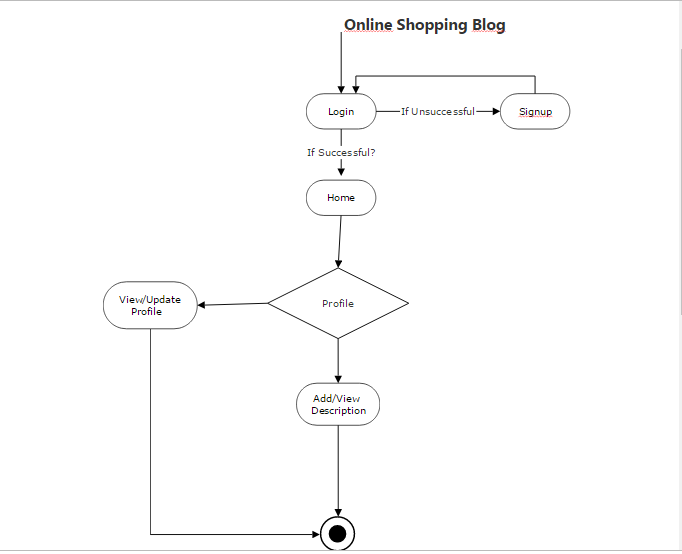 Online Shopping Blog
Login
If Unsuccessful
Signup
If Successful?
Home
Profile
View/Update
Profile
Add/View
Description